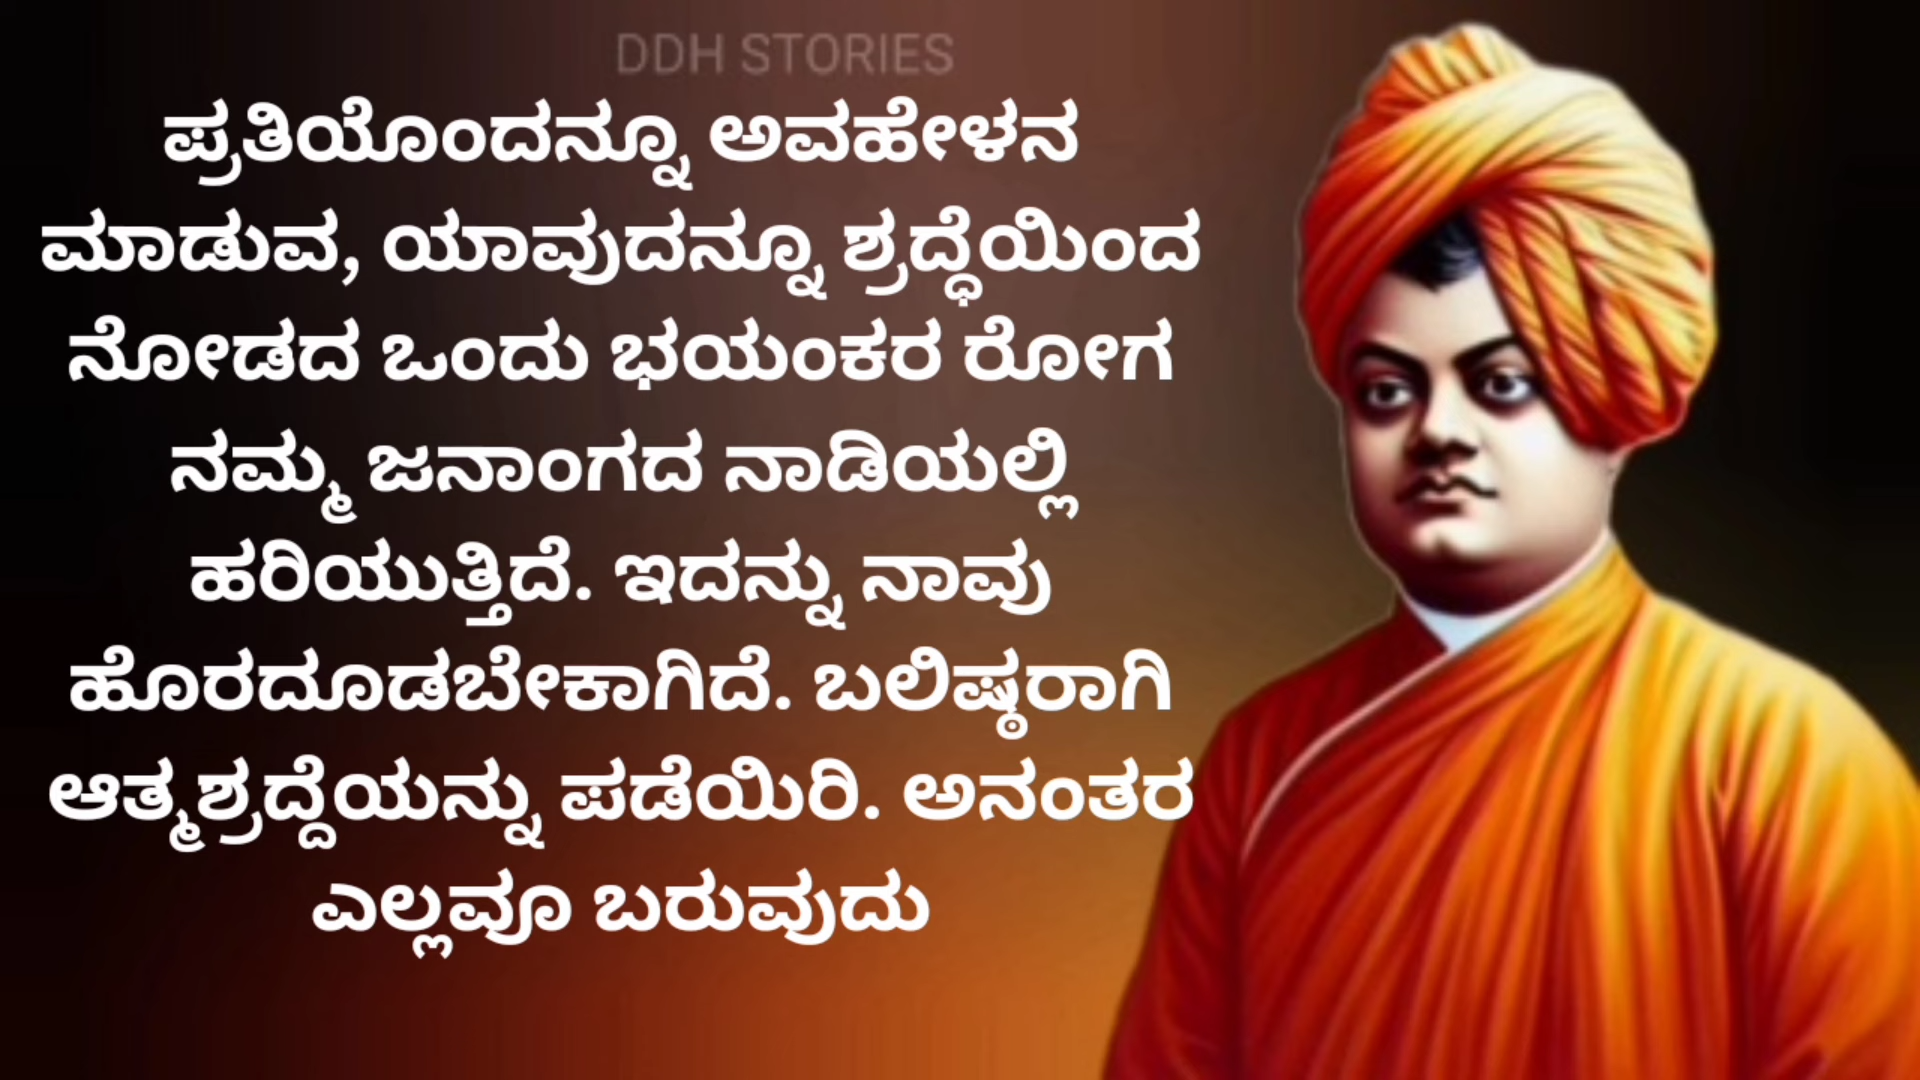 DDH STORIES
ಪ್ರತಿಯೊಂದನ್ನೂ ಅವಹೇಳನ
ಮಾಡುವ, ಯಾವುದನ್ನೂ ಶ್ರದ್ಧೆಯಿಂದ
ನೋಡದ ಒಂದು ಭಯಂಕರ ರೋಗ
ನಮ್ಮ ಜನಾಂಗದ ನಾಡಿಯಲ್ಲಿ
ಹರಿಯುತ್ತಿದೆ. ಇದನ್ನು ನಾವು
ಹೊರದೂಡಬೇಕಾಗಿದೆ. ಬಲಿಷ್ಠರಾಗಿ
ಆತ್ಮಶ್ರದ್ದೆಯನ್ನು ಪಡೆಯಿರಿ. ಅನಂತರ
ಎಲ್ಲವೂ ಬರುವುದು